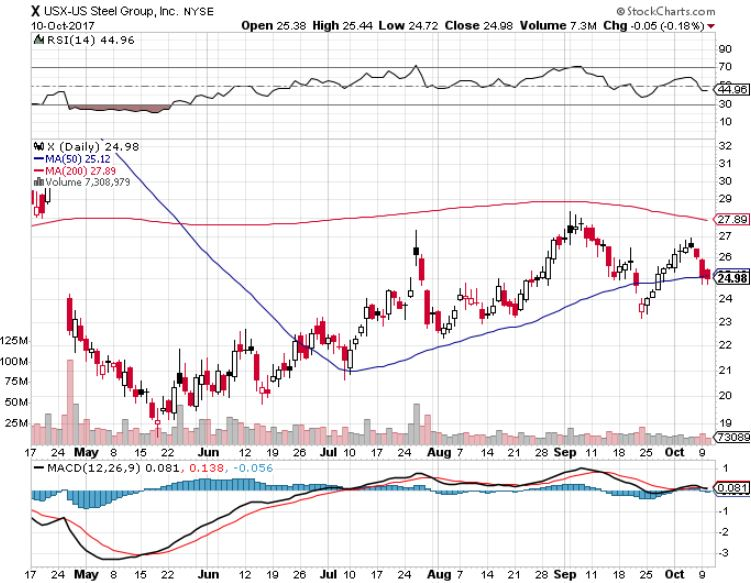 X USX-US Steel Group, Inc. NYSE © StockCharts.com
10-Oct-2017 Open 25.38 High 25.44 Low 24.72 Close 24.98 Volume 7.3M Chg -0.05 (-0.18%)
RSI(14) 44.96
90
70
50
44.96
30
10
X (Daily) 24.98
MA(50) 25.12
MA(200) 27.89
Volume 7,308,979
32
31
30
29
27.89
27
26
24.98
24
23
22
21
20
19
125M
100M
75M
50M
25M
73089
17 24 May 8 15 22 Jun 12 19 26 Jul 10 17 24 Aug 7 14 21 28 Sep 11 18 25 Oct 9
MACD(12,26,9) 0.081, 0.138, -0.056
1
0.081
-1
-2
-3
17 24 May 8 15 22 Jun 12 19 26 Jul 10 17 24 Aug 7 14 21 28 Sep 11 18 25 Oct 9